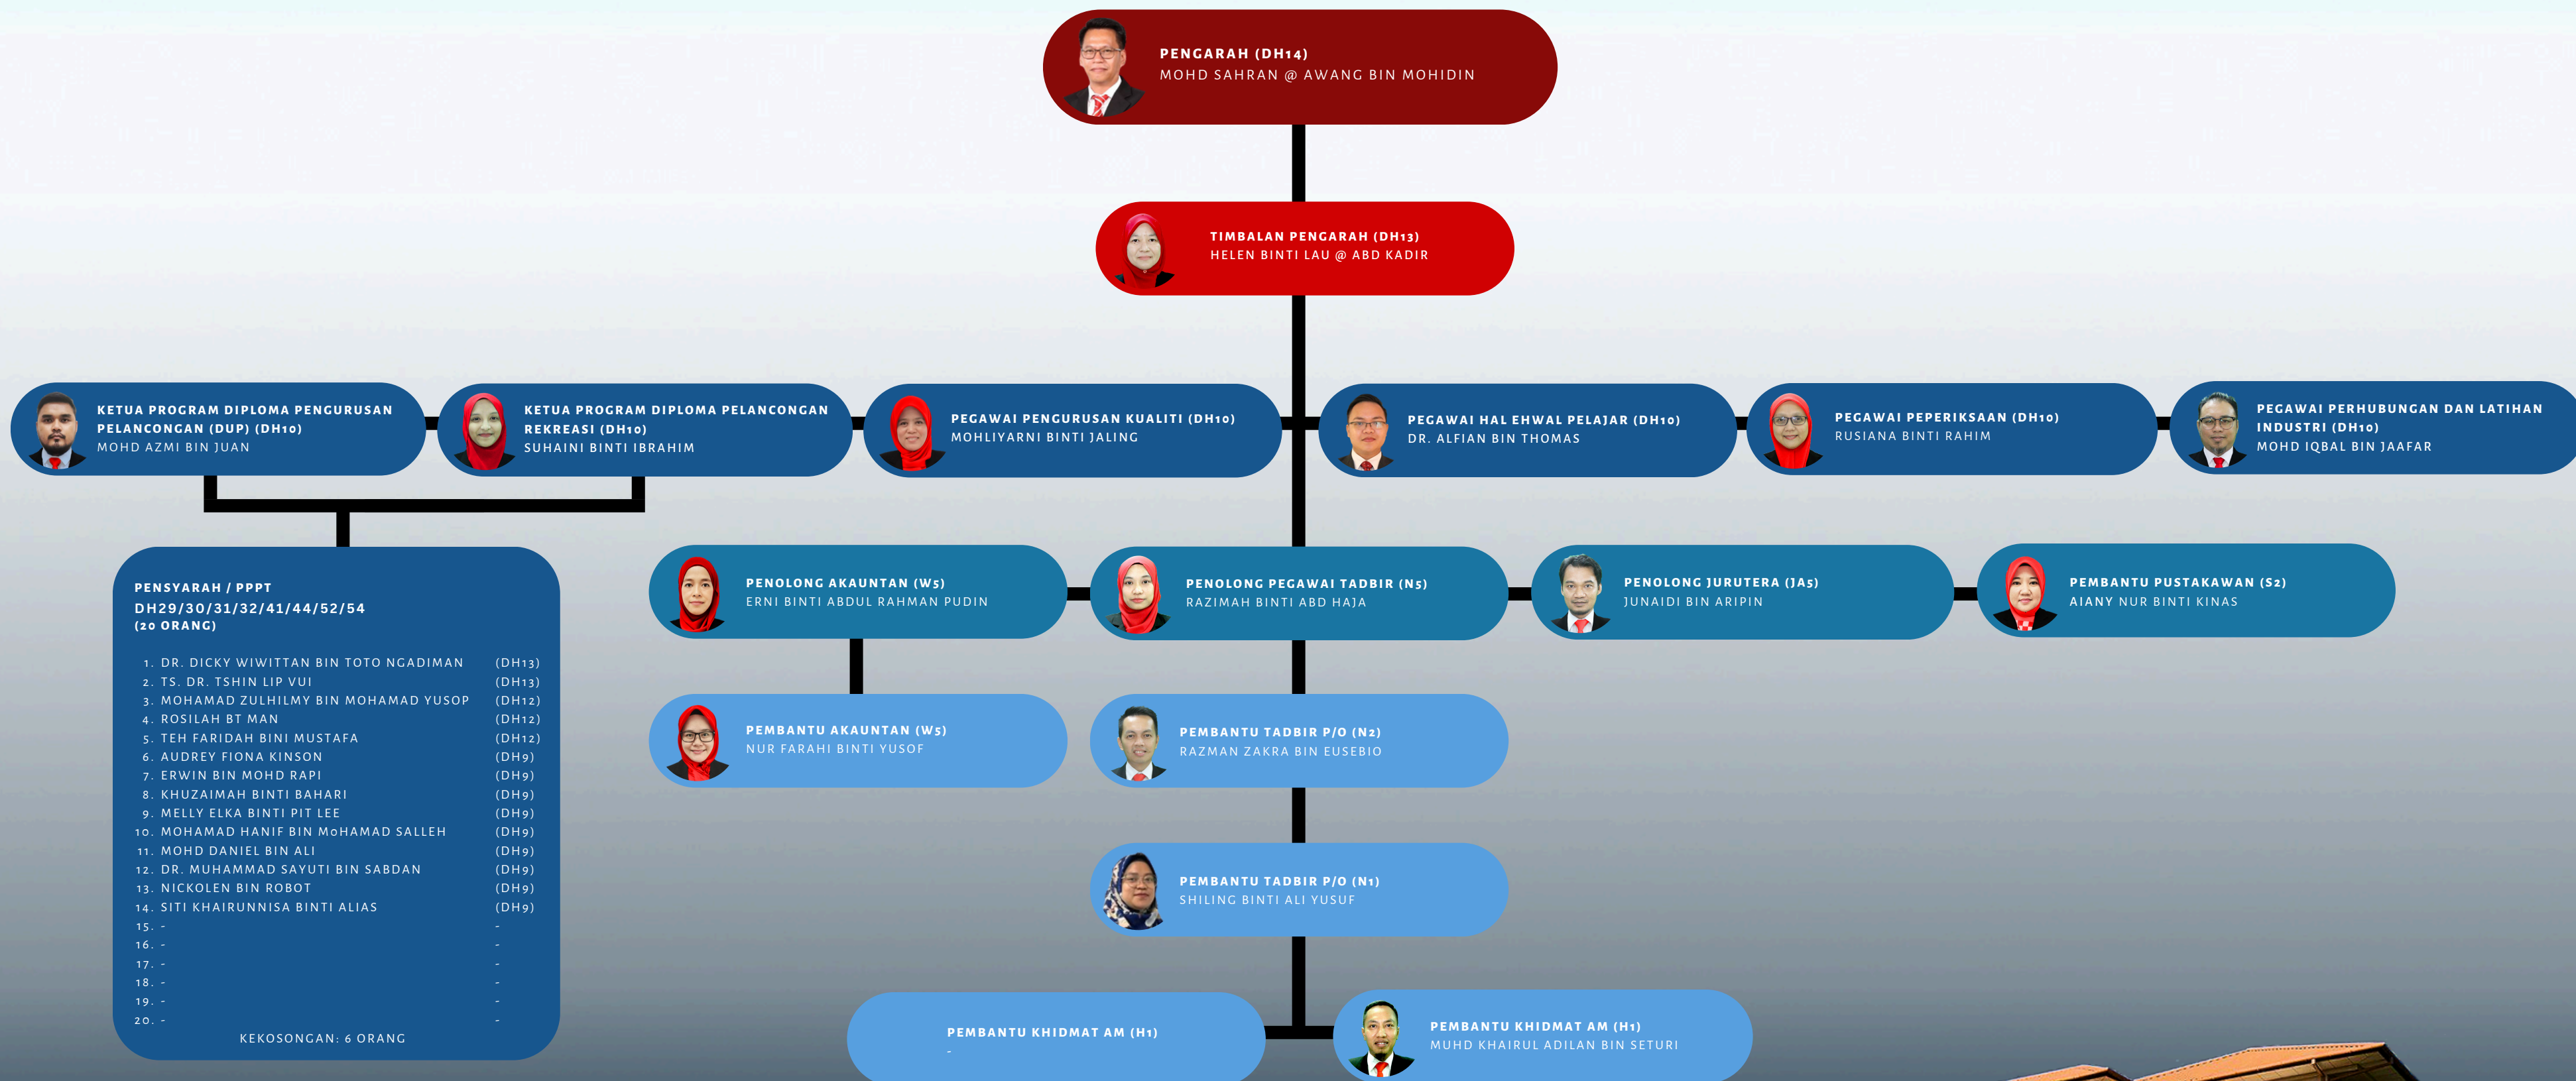 PENGARAH (DH14)
MOHD SAHRAN @ AWANG BIN MOHIDIN
TIMBALAN PENGARAH (DH13)
HELEN BINTI LAU @ ABD KADIR
KETUA PROGRAM DIPLOMA PENGURUSAN
PELANCONGAN (DUP) (DH10)
MOHD AZMI BIN JUAN
KETUA PROGRAM DIPLOMA PELANCONGAN
REKREASI (DH10)
SUHAINI BINTI IBRAHIM
PEGAWAI PENGURUSAN KUALITI (DH10)
MOHLIYARNI BINTI JALING
PEGAWAI HAL EHWAL PELAJAR (DH10)
DR. ALFIAN BIN THOMAS
PEGAWAI PEPERIKSAAN (DH10)
RUSIANA BINTI RAHIM
PEGAWAI PERHUBUNGAN DAN LATIHAN
INDUSTRI (DH10)
MOHD IQBAL BIN JAAFAR
PENSYARAH / PPPT
DH29/30/31/32/41/44/52/54
(20 ORANG)
1. DR. DICKY WIWITTAN BIN TOTO NGADIMAN (DH13)
2. TS. DR. TSHIN LIP VUI (DH13)
3. MOHAMAD ZULHILMY BIN MOHAMAD YUSOP (DH12)
4. ROSILAH BT MAN (DH12)
5. TEH FARIDAH BINI MUSTAFA (DH12)
6. AUDREY FIONA KINSON (DH9)
7. ERWIN BIN MOHD RAPI (DH9)
8. KHUZAIMAH BINTI BAHARI (DH9)
9. MELLY ELKA BINTI PIT LEE (DH9)
10. MOHAMAD HANIF BIN M0HAMAD SALLEH (DH9)
11. MOHD DANIEL BIN ALI (DH9)
12. DR. MUHAMMAD SAYUTI BIN SABDAN (DH9)
13. NICKOLEN BIN ROBOT (DH9)
14. SITI KHAIRUNNISA BINTI ALIAS (DH9)
15. - -
16. - -
17. - -
18. - -
19. - -
20. - -
KEKOSONGAN: 6 ORANG
PENOLONG AKAUNTAN (W5)
ERNI BINTI ABDUL RAHMAN PUDIN
PENOLONG PEGAWAI TADBIR (N5)
RAZIMAH BINTI ABD HAJA
PENOLONG JURUTERA (JA5)
JUNAIDI BIN ARIPIN
PEMBANTU PUSTAKAWAN (S2)
AIANY NUR BINTI KINAS
PEMBANTU AKAUNTAN (W5)
NUR FARAHI BINTI YUSOF
PEMBANTU TADBIR P/O (N2)
RAZMAN ZAKRA BIN EUSEBIO
PEMBANTU TADBIR P/O (N1)
SHILING BINTI ALI YUSUF
PEMBANTU KHIDMAT AM (H1)
-
PEMBANTU KHIDMAT AM (H1)
MUHD KHAIRUL ADILAN BIN SETURI